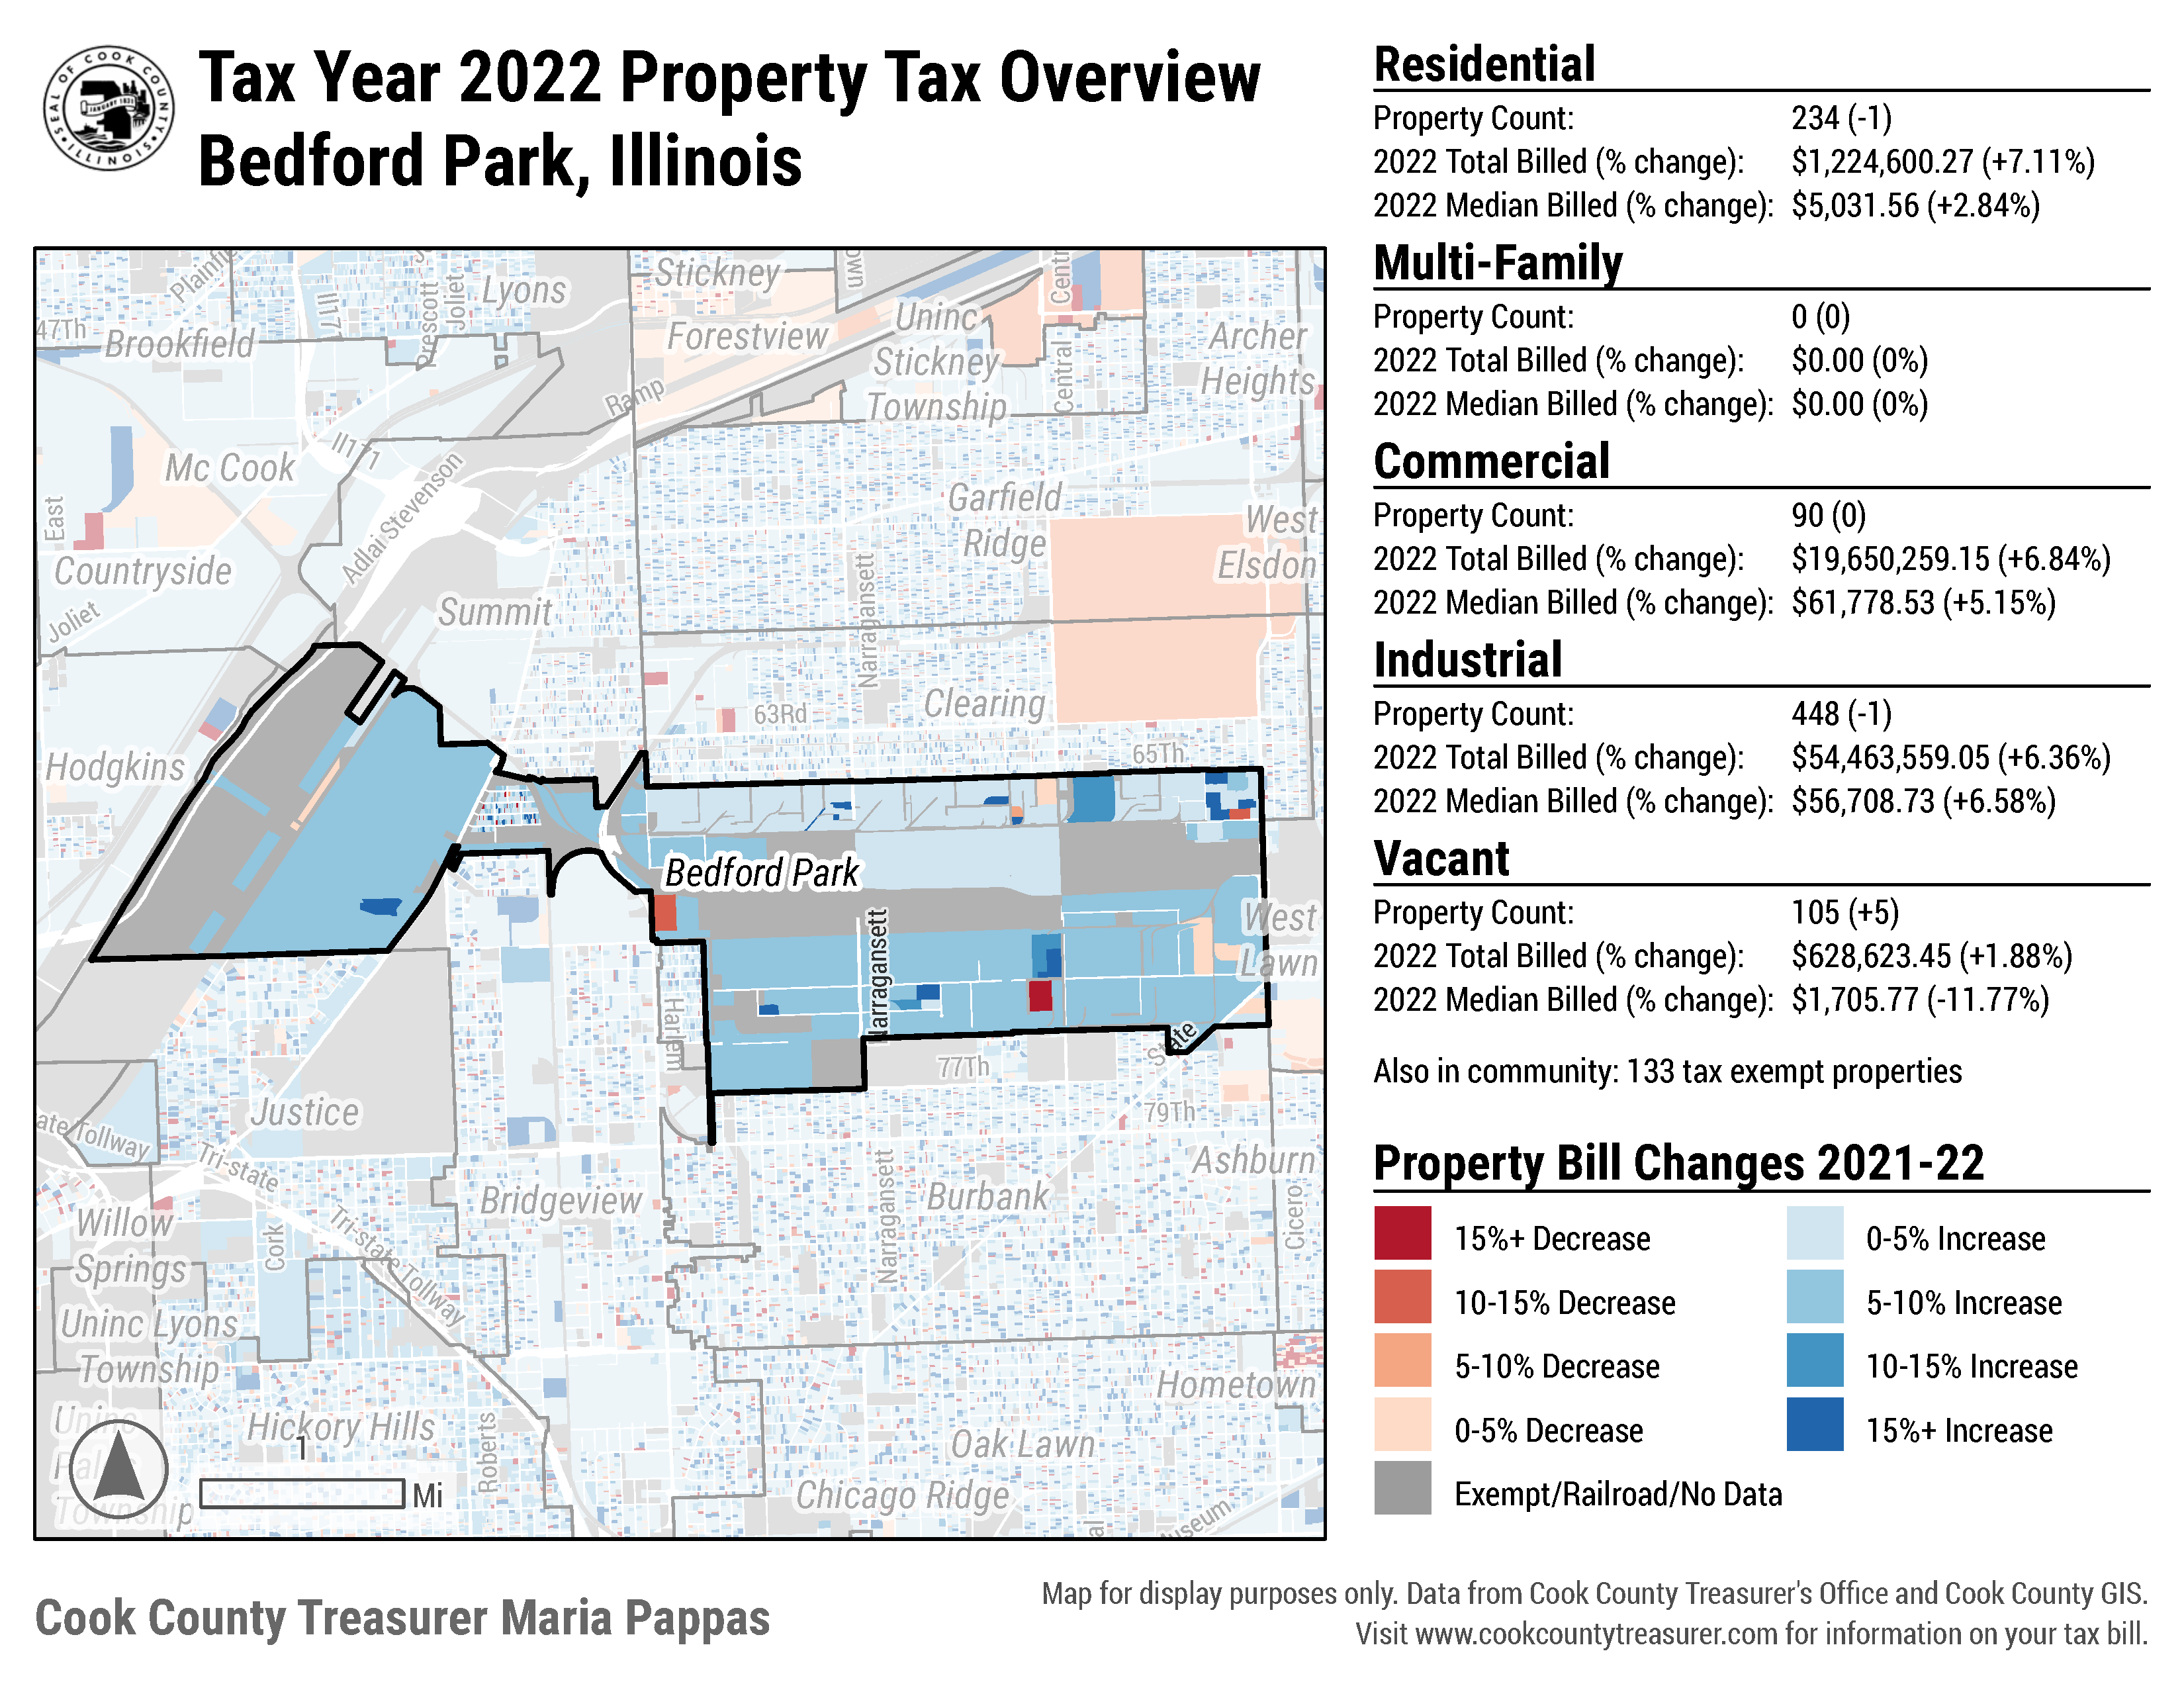 SEAL OF COOK COUNTY
JANUARY 1831
ILLINOIS
Tax Year 2022 Property Tax Overview
Bedford Park, Illinois
Plainfie
Prescott
Joliet
Il171
Lyons
Stickney
Central
47Th
Brookfield
Forestview
Uninc
Stickney
Township
Central
Archer
Heights
Ramp
Il171
Mc Cook
Adlai Stevenson
East
Garfield
Ridge
West
Elsdon
Countryside
Joliet
Summit
Narragansett
63Rd
Clearing
65Th
Hodgkins
Bedford Park
Narragansett
West
Lawn
Harlem
State
77Th
79Th
Justice
ate Tollway
Tri-state
Ashburn
Willow
Springs
Cork
Tri-state Tollway
Bridgeview
Narragansett
Burbank
Cicero
Uninc Lyons
Township
Hometown
Uninc
Palos
Township
Hickory Hills
Roberts
Oak Lawn
Chicago Ridge
useum
1
Mi
Residential
Property Count: 234 (-1)
2022 Total Billed (% change): $1,224,600.27 (+7.11%)
2022 Median Billed (% change): $5,031.56 (+2.84%)
Multi-Family
Property Count: 0 (0)
2022 Total Billed (% change): $0.00 (0%)
2022 Median Billed (% change): $0.00 (0%)
Commercial
Property Count: 90 (0)
2022 Total Billed (% change): $19,650,259.15 (+6.84%)
2022 Median Billed (% change): $61,778.53 (+5.15%)
Industrial
Property Count: 448 (-1)
2022 Total Billed (% change): $54,463,559.05 (+6.36%)
2022 Median Billed (% change): $56,708.73 (+6.58%)
Vacant
Property Count: 105 (+5)
2022 Total Billed (% change): $628,623.45 (+1.88%)
2022 Median Billed (% change): $1,705.77 (-11.77%)
Also in community: 133 tax exempt properties
Property Bill Changes 2021-22
15%+ Decrease
0-5% Increase
10-15% Decrease
5-10% Increase
5-10% Decrease
10-15% Increase
0-5% Decrease
15%+ Increase
Exempt/Railroad/No Data
Cook County Treasurer Maria Pappas
Map for display purposes only. Data from Cook County Treasurer's Office and Cook County GIS.
Visit www.cookcountytreasurer.com for information on your tax bill.